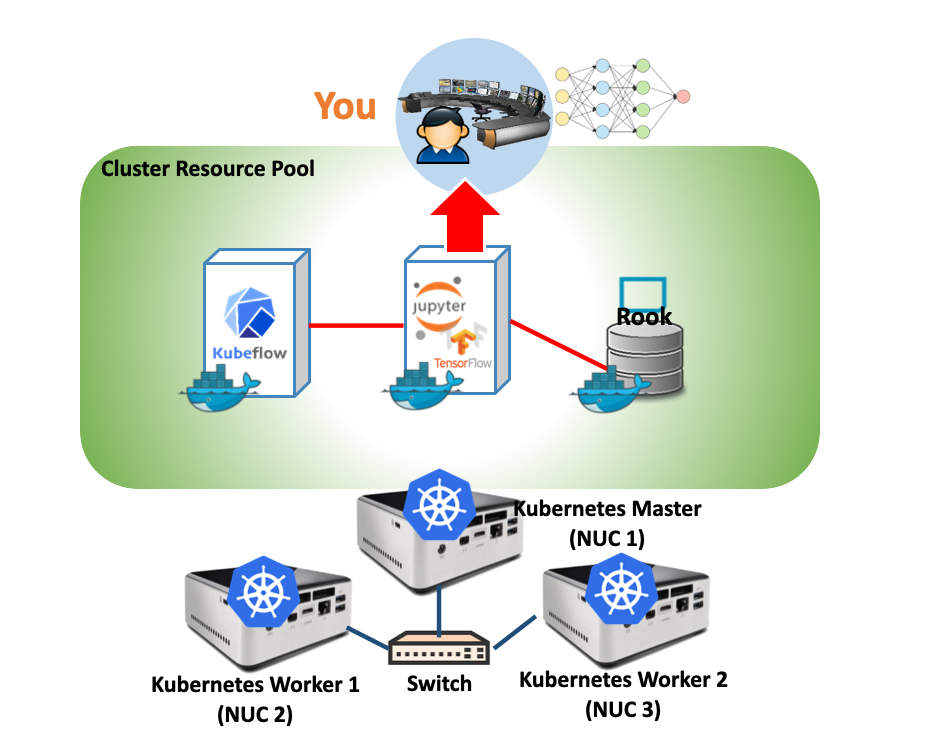 You
Cluster Resource Pool
Kubeflow
jupyter
TensorFlow
Rook
Kubernetes Master
(NUC 1)
Kubernetes Worker 1
(NUC 2)
Switch
Kubernetes Worker 2
(NUC 3)